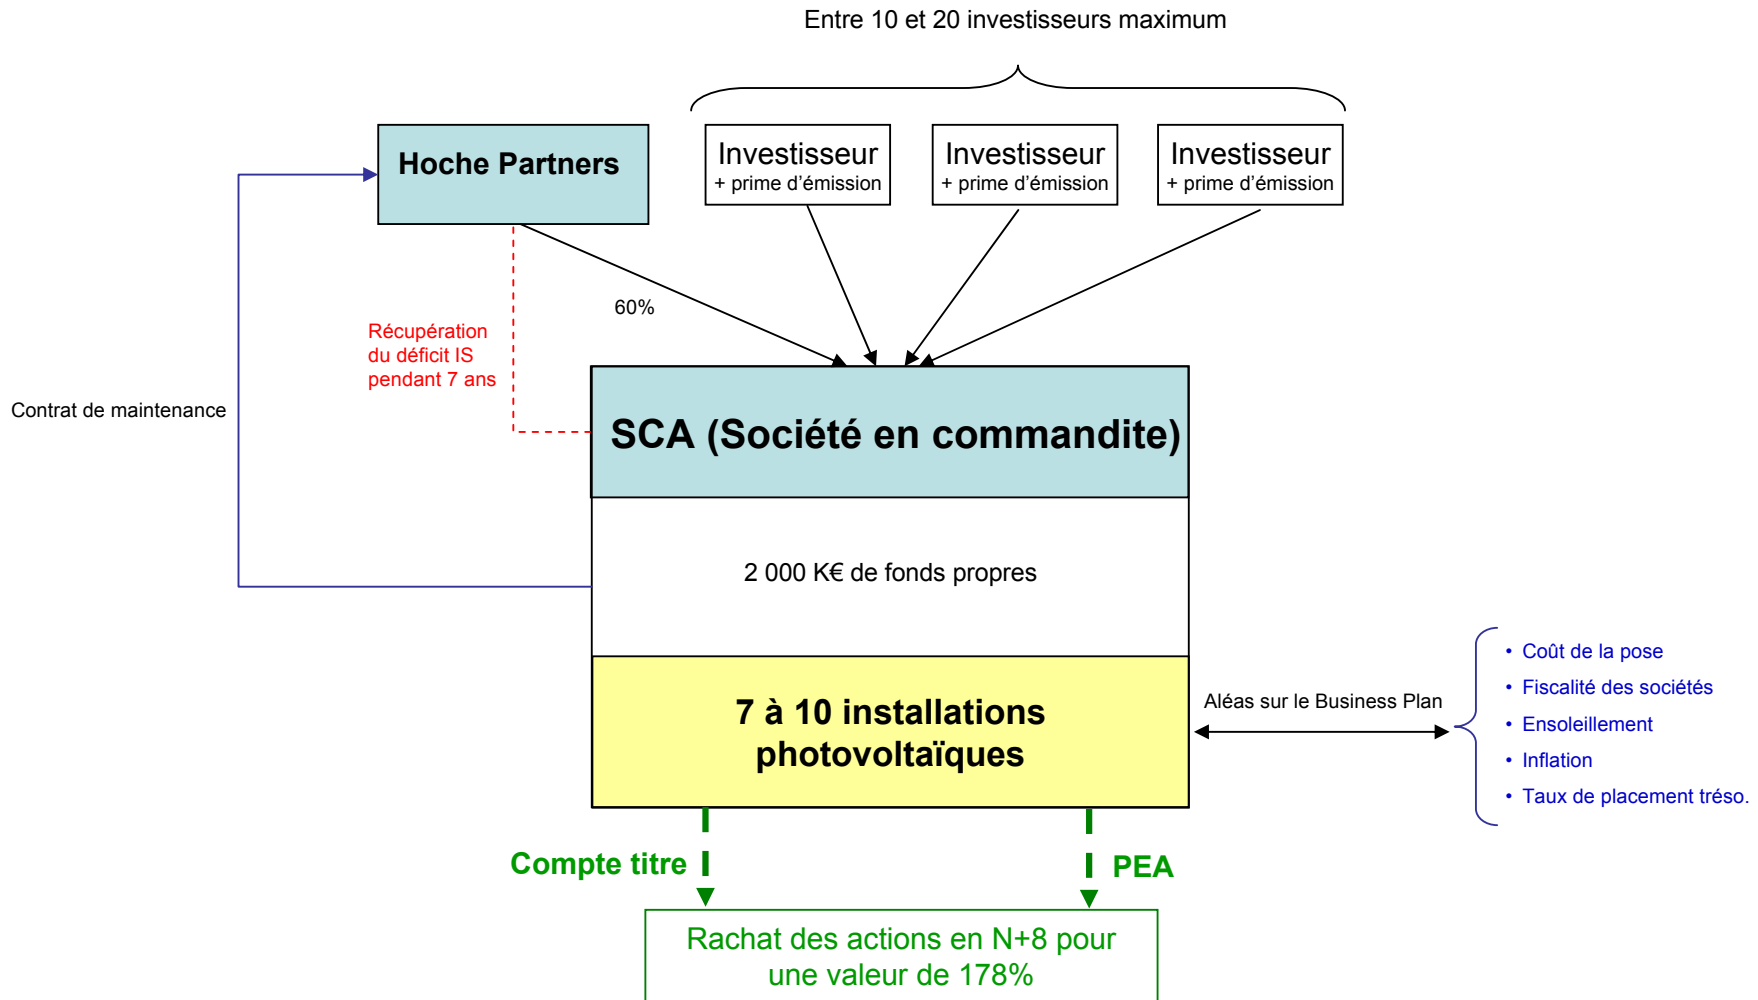 Entre 10 et 20 investisseurs maximum
Hoche Partners
Investisseur
+ prime d'émission
Investisseur
+ prime d'émission
Investisseur
+ prime d'émission
60%
Récupération
du déficit IS
pendant 7 ans
Contrat de maintenance
SCA (Société en commandite)
2 000 K€ de fonds propres
7 à 10 installations
photovoltaïques
Aléas sur le Business Plan
• Coût de la pose
• Fiscalité des sociétés
• Ensoleillement
• Inflation
• Taux de placement tréso.
Compte titre
PEA
Rachat des actions en N+8 pour
une valeur de 178%